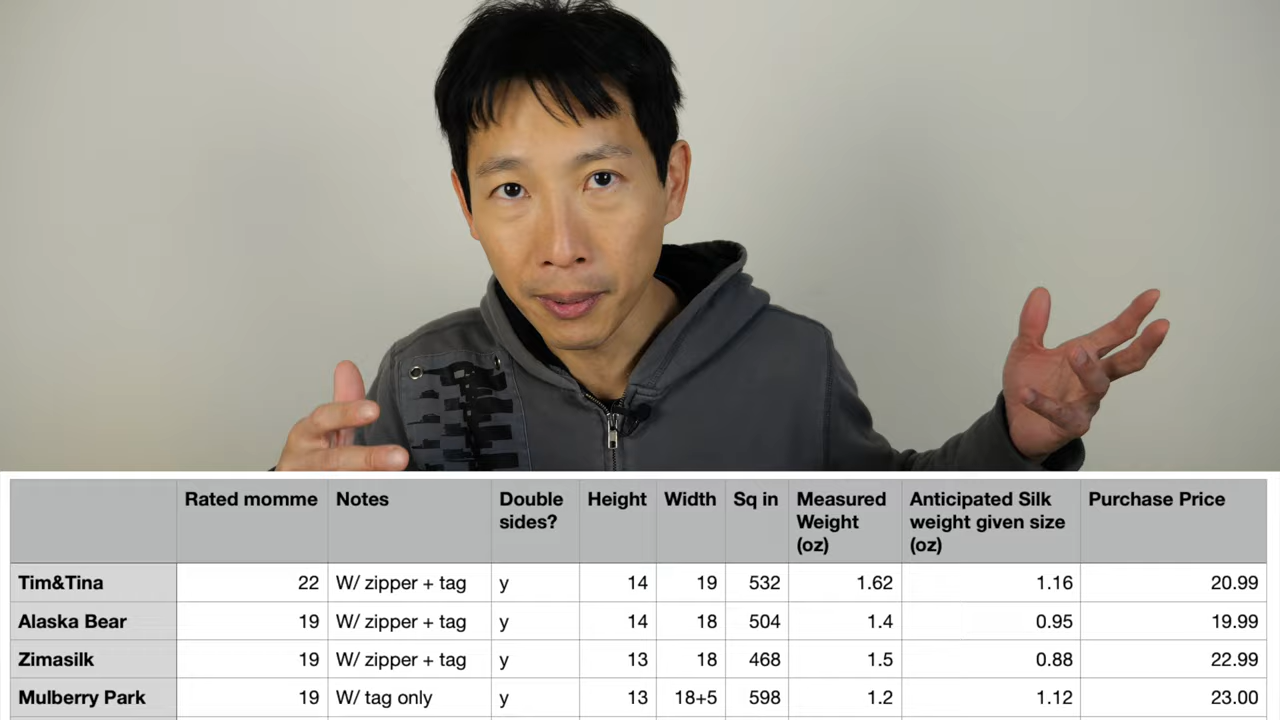 Rated momme Notes Double sides? Height Width Sq in Measured Weight (oz) Anticipated Silk weight given size (oz) Purchase Price
Tim&Tina 22 W/ zipper + tag y 14 19 532 1.62 1.16 20.99
Alaska Bear 19 W/ zipper + tag y 14 18 504 1.4 0.95 19.99
Zimasilk 19 W/ zipper + tag y 13 18 468 1.5 0.88 22.99
Mulberry Park 19 W/ tag only y 13 18+5 598 1.2 1.12 23.00